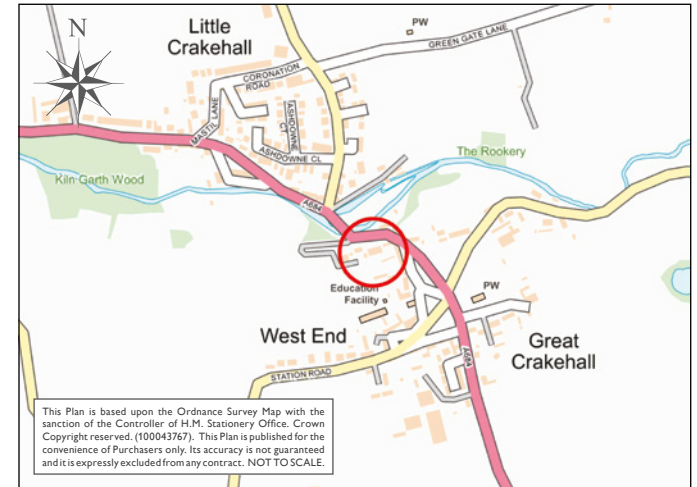 N
Little
Crakehall
PW
GREEN GATE LANE
CORONATION
ROAD
MASTIL LANE
ASHDOWNE
CT
ASHDOWNE CL
The Rookery
Kiln Garth Wood
A684
Education
Facility
PW
West End
Great
Crakehall
STATION ROAD
A684
This Plan is based upon the Ordnance Survey Map with the
sanction of the Controller of H.M. Stationery Office. Crown
Copyright reserved. (100043767). This Plan is published for the
convenience of Purchasers only. Its accuracy is not guaranteed
and it is expressly excluded from any contract. NOT TO SCALE.